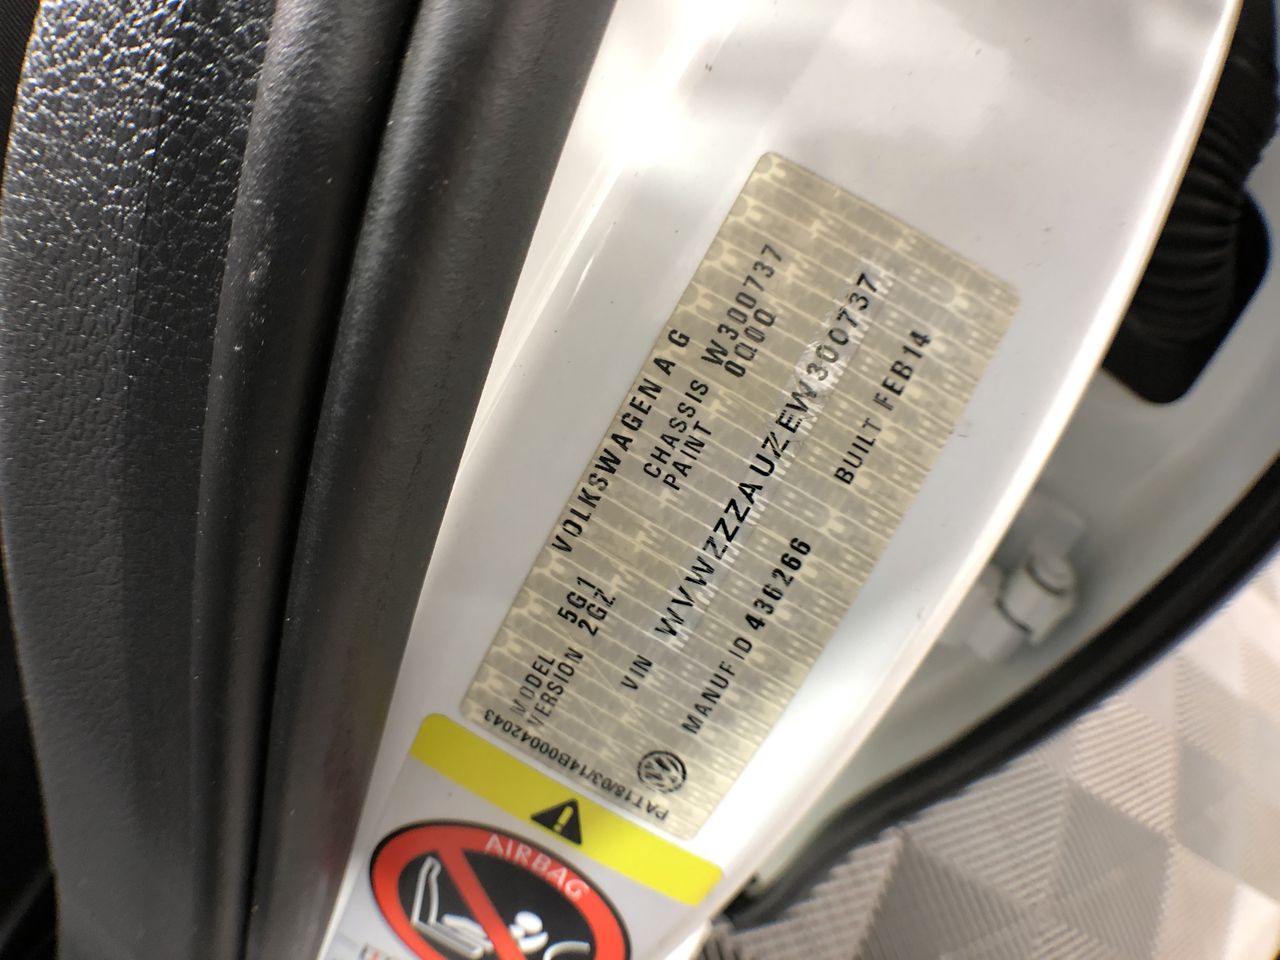 VOLKSWAGEN AG
MODEL 5G1 CHASSIS W300737
VERSION 2GZ PAINT 0Q0Q
VIN WVWZZZAUZEW300737
MANUF ID 436266 BUILT FEB14
PAT18/03/14B00042043
AIRBAG